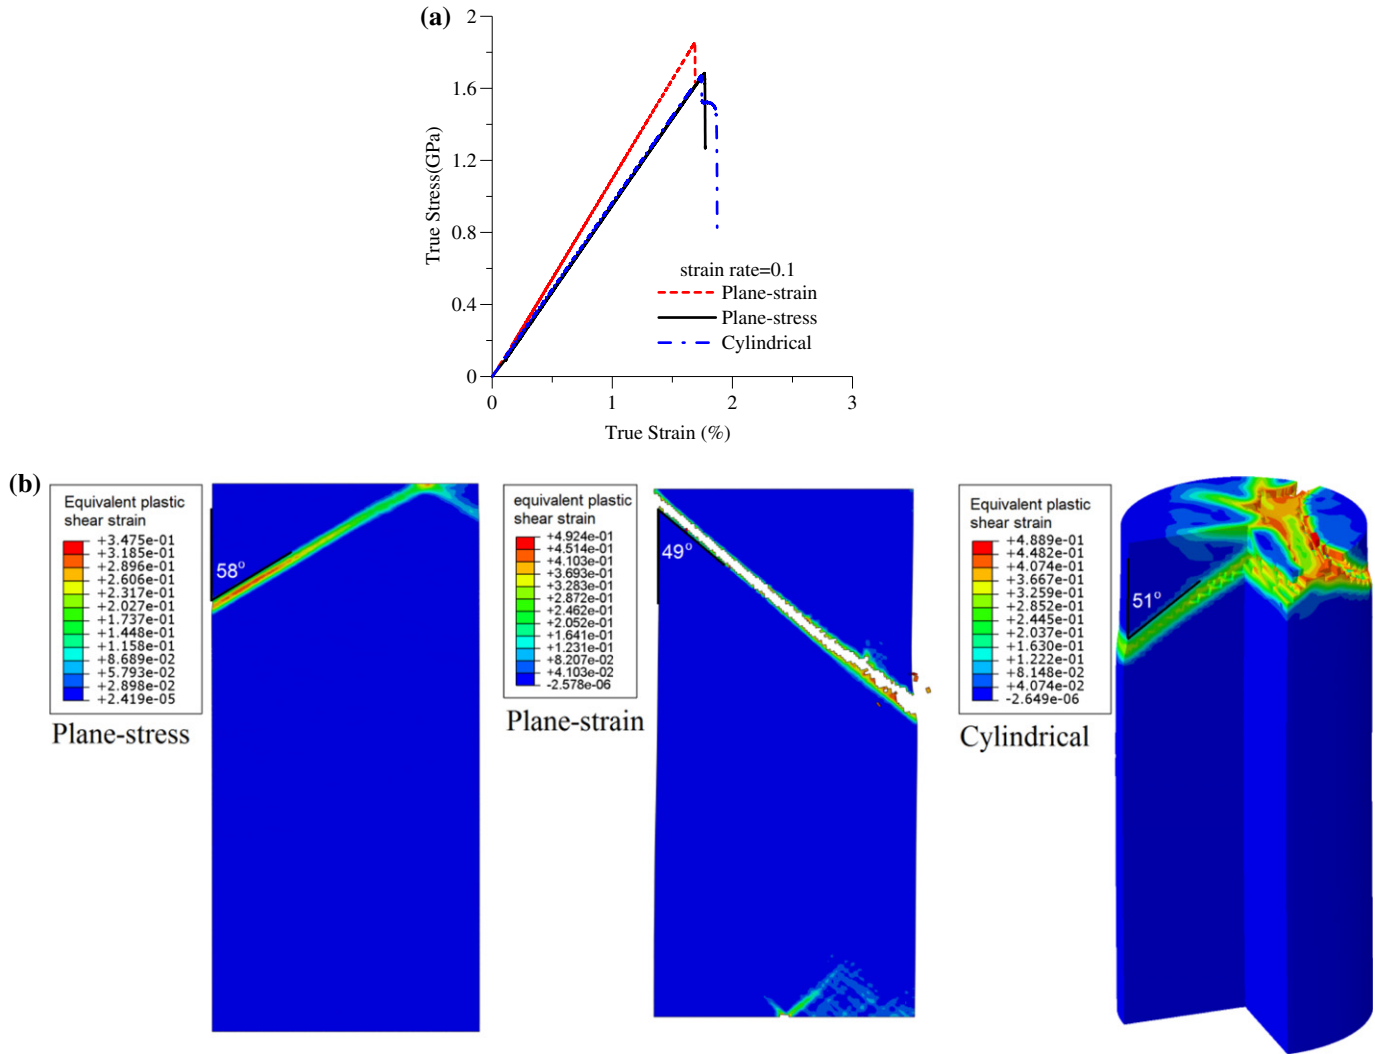 (a)
2
1.6
1.2
0.8
0.4
0
True Stress(GPa)
strain rate=0.1
Plane-strain
Plane-stress
Cylindrical
0 1 2 3
True Strain (%)
(b)
Equivalent plastic
shear strain
+3.475e-01
+3.185e-01
+2.896e-01
+2.606e-01
+2.317e-01
+2.027e-01
+1.737e-01
+1.448e-01
+1.158e-01
+8.689e-02
+5.793e-02
+2.898e-02
+2.419e-05
Plane-stress
58°
equivalent plastic
shear strain
+4.924e-01
+4.514e-01
+4.103e-01
+3.693e-01
+3.283e-01
+2.872e-01
+2.462e-01
+2.052e-01
+1.641e-01
+1.231e-01
+8.207e-02
+4.103e-02
-2.578e-06
Plane-strain
49°
Equivalent plastic
shear strain
+4.889e-01
+4.482e-01
+4.074e-01
+3.667e-01
+3.259e-01
+2.852e-01
+2.445e-01
+2.037e-01
+1.630e-01
+1.222e-01
+8.148e-02
+4.074e-02
-2.649e-06
Cylindrical
51°